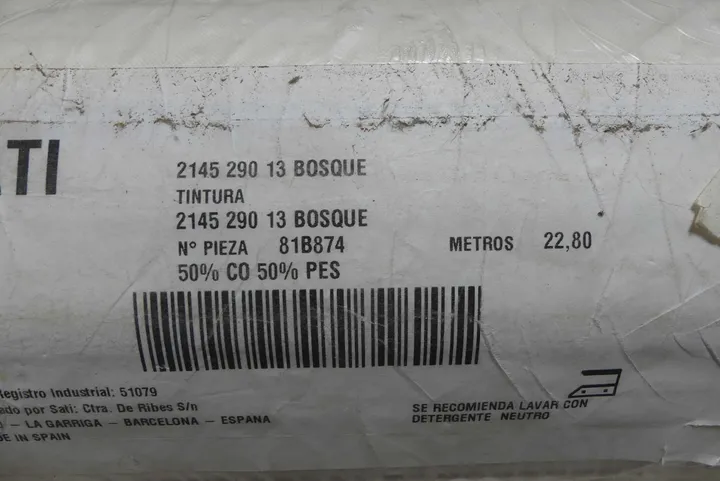 ATI
2145 290 13 BOSQUE
TINTURA
2145 290 13 BOSQUE
Nº PIEZA 81B874 METROS 22,80
50% CO 50% PES
Registro Industrial: 51079
ado por Sati: Ctra. De Ribes S/n
) – LA GARRIGA – BARCELONA – ESPAÑA
DE IN SPAIN
SE RECOMIENDA LAVAR CON
DETERGENTE NEUTRO